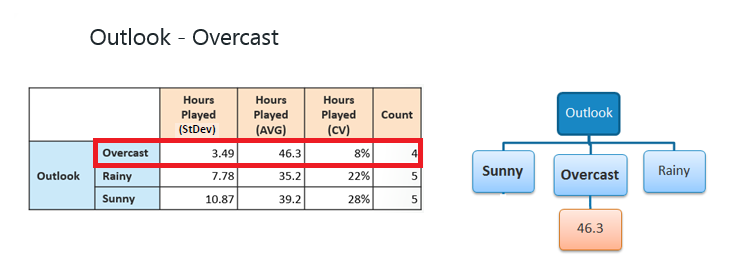 Outlook - Overcast
Hours Played (StDev) Hours Played (AVG) Hours Played (CV) Count
Outlook
Overcast 3.49 46.3 8% 4
Rainy 7.78 35.2 22% 5
Sunny 10.87 39.2 28% 5
Outlook
Sunny Overcast Rainy
46.3